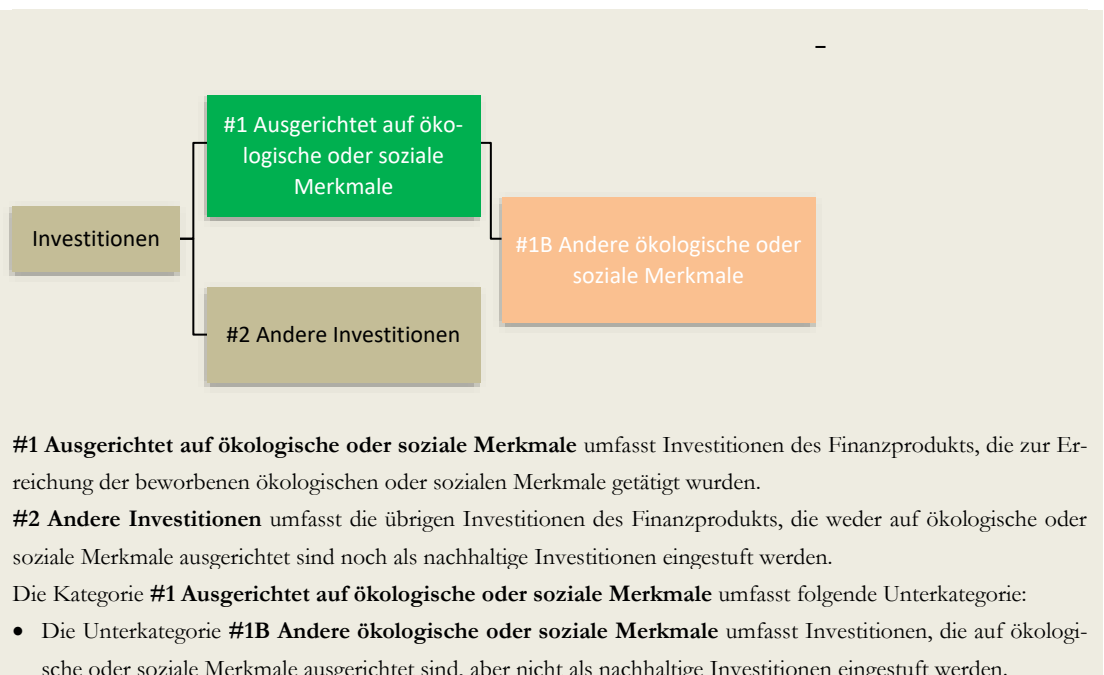 –
#1 Ausgerichtet auf öko-
logische oder soziale
Merkmale
Investitionen
#1B Andere ökologische oder
soziale Merkmale
#2 Andere Investitionen
#1 Ausgerichtet auf ökologische oder soziale Merkmale umfasst Investitionen des Finanzprodukts, die zur Er-
reichung der beworbenen ökologischen oder sozialen Merkmale getätigt wurden.
#2 Andere Investitionen umfasst die übrigen Investitionen des Finanzprodukts, die weder auf ökologische oder
soziale Merkmale ausgerichtet sind noch als nachhaltige Investitionen eingestuft werden.
Die Kategorie #1 Ausgerichtet auf ökologische oder soziale Merkmale umfasst folgende Unterkategorie:
• Die Unterkategorie #1B Andere ökologische oder soziale Merkmale umfasst Investitionen, die auf ökologi-
sche oder soziale Merkmale ausgerichtet sind, aber nicht als nachhaltige Investitionen eingestuft werden.